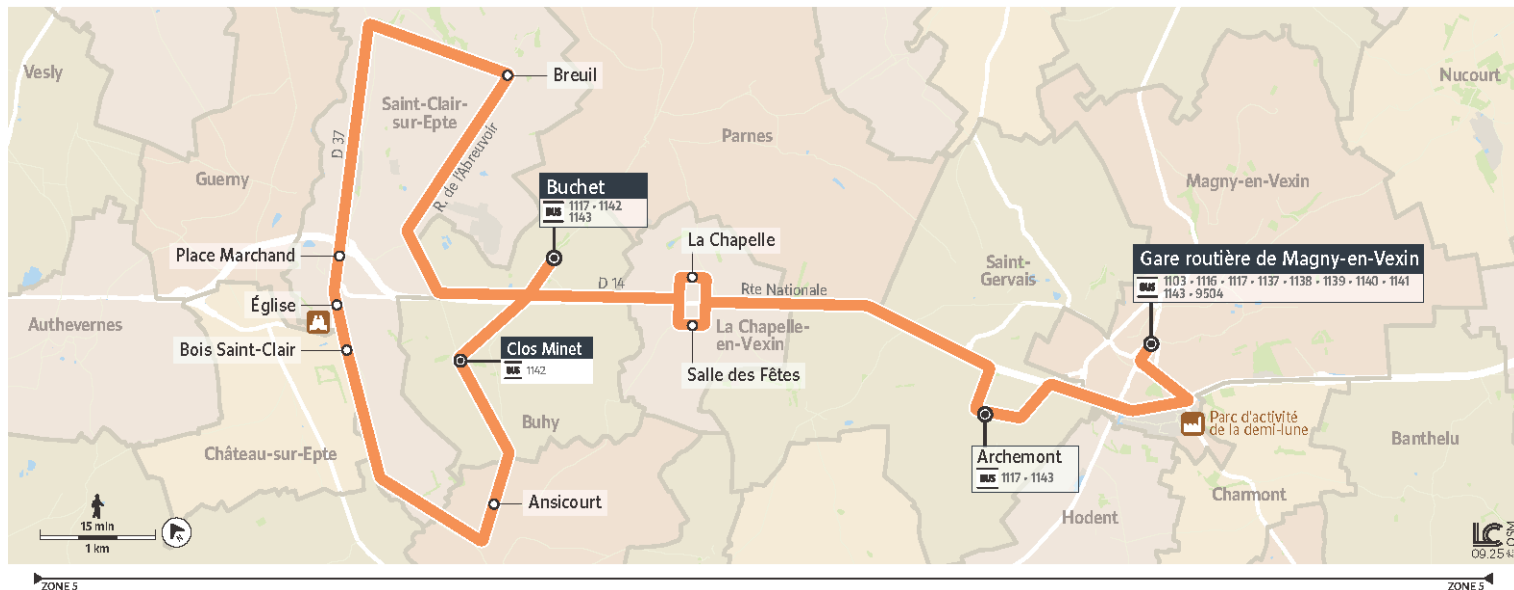 Vesly
Nucourt
Breuil
Saint-Clair-
sur-Epte
D 37
R. de l'Abreuvoir
Parnes
Guerny
Magny-en-Vexin
Buchet
BUS 1117 • 1142
1143
La Chapelle
Place Marchand
Saint-
Gervais
Gare routière de Magny-en-Vexin
BUS 1103 • 1116 • 1117 • 1137 • 1138 • 1139 • 1140 • 1141
1143 • 9504
D 14
Rte Nationale
Église
Authevernes
Bois Saint-Clair
Clos Minet
BUS 1142
La Chapelle-
en-Vexin
Salle des Fêtes
Buhy
Parc d'activité
de la demi-lune
Banthelu
Château-sur-Epte
Archemont
BUS 1117 • 1143
Ansicourt
Charmont
Hodent
15 min
1 km
N
LC
OSM
09.25
ZONE 5
ZONE 5